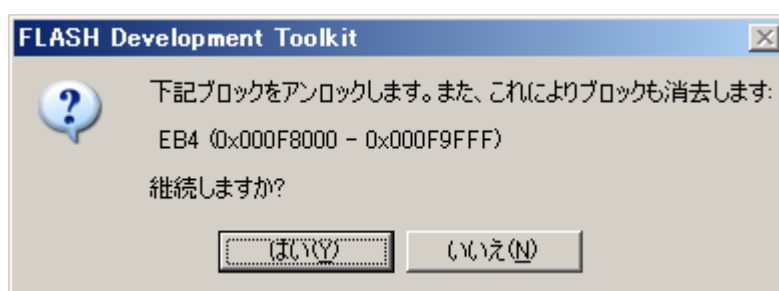 FLASH Development Toolkit
下記ブロックをアンロックします。また、これによりブロックも消去します:
EB4 (0x000F8000 - 0x000F9FFF)
継続しますか?
はい(Y)
いいえ(N)